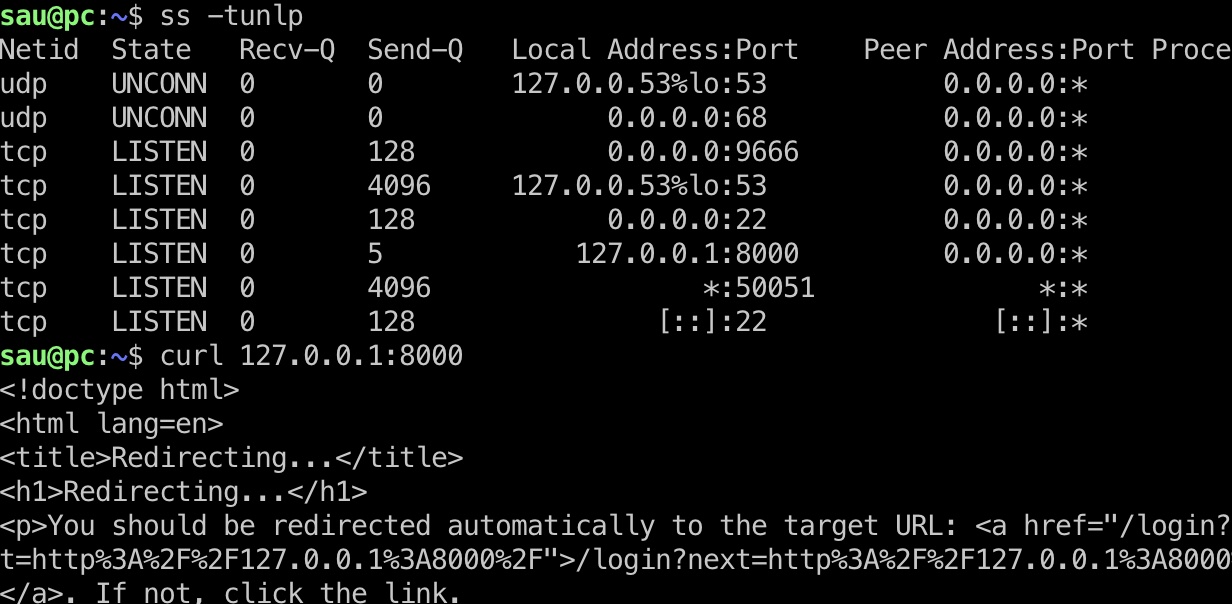 sau@pc:~$ ss -tunlp
Netid  State   Recv-Q  Send-Q   Local Address:Port    Peer Address:Port Proce
udp    UNCONN  0       0        127.0.0.53%lo:53           0.0.0.0:*
udp    UNCONN  0       0              0.0.0.0:68           0.0.0.0:*
tcp    LISTEN  0       128            0.0.0.0:9666         0.0.0.0:*
tcp    LISTEN  0       4096     127.0.0.53%lo:53           0.0.0.0:*
tcp    LISTEN  0       128            0.0.0.0:22           0.0.0.0:*
tcp    LISTEN  0       5            127.0.0.1:8000         0.0.0.0:*
tcp    LISTEN  0       4096                 *:50051              *:*
tcp    LISTEN  0       128               [::]:22              [::]:*
sau@pc:~$ curl 127.0.0.1:8000
<!doctype html>
<html lang=en>
<title>Redirecting...</title>
<h1>Redirecting...</h1>
<p>You should be redirected automatically to the target URL: <a href="/login?
t=http%3A%2F%2F127.0.0.1%3A8000%2F">/login?next=http%3A%2F%2F127.0.0.1%3A8000
</a>. If not, click the link.